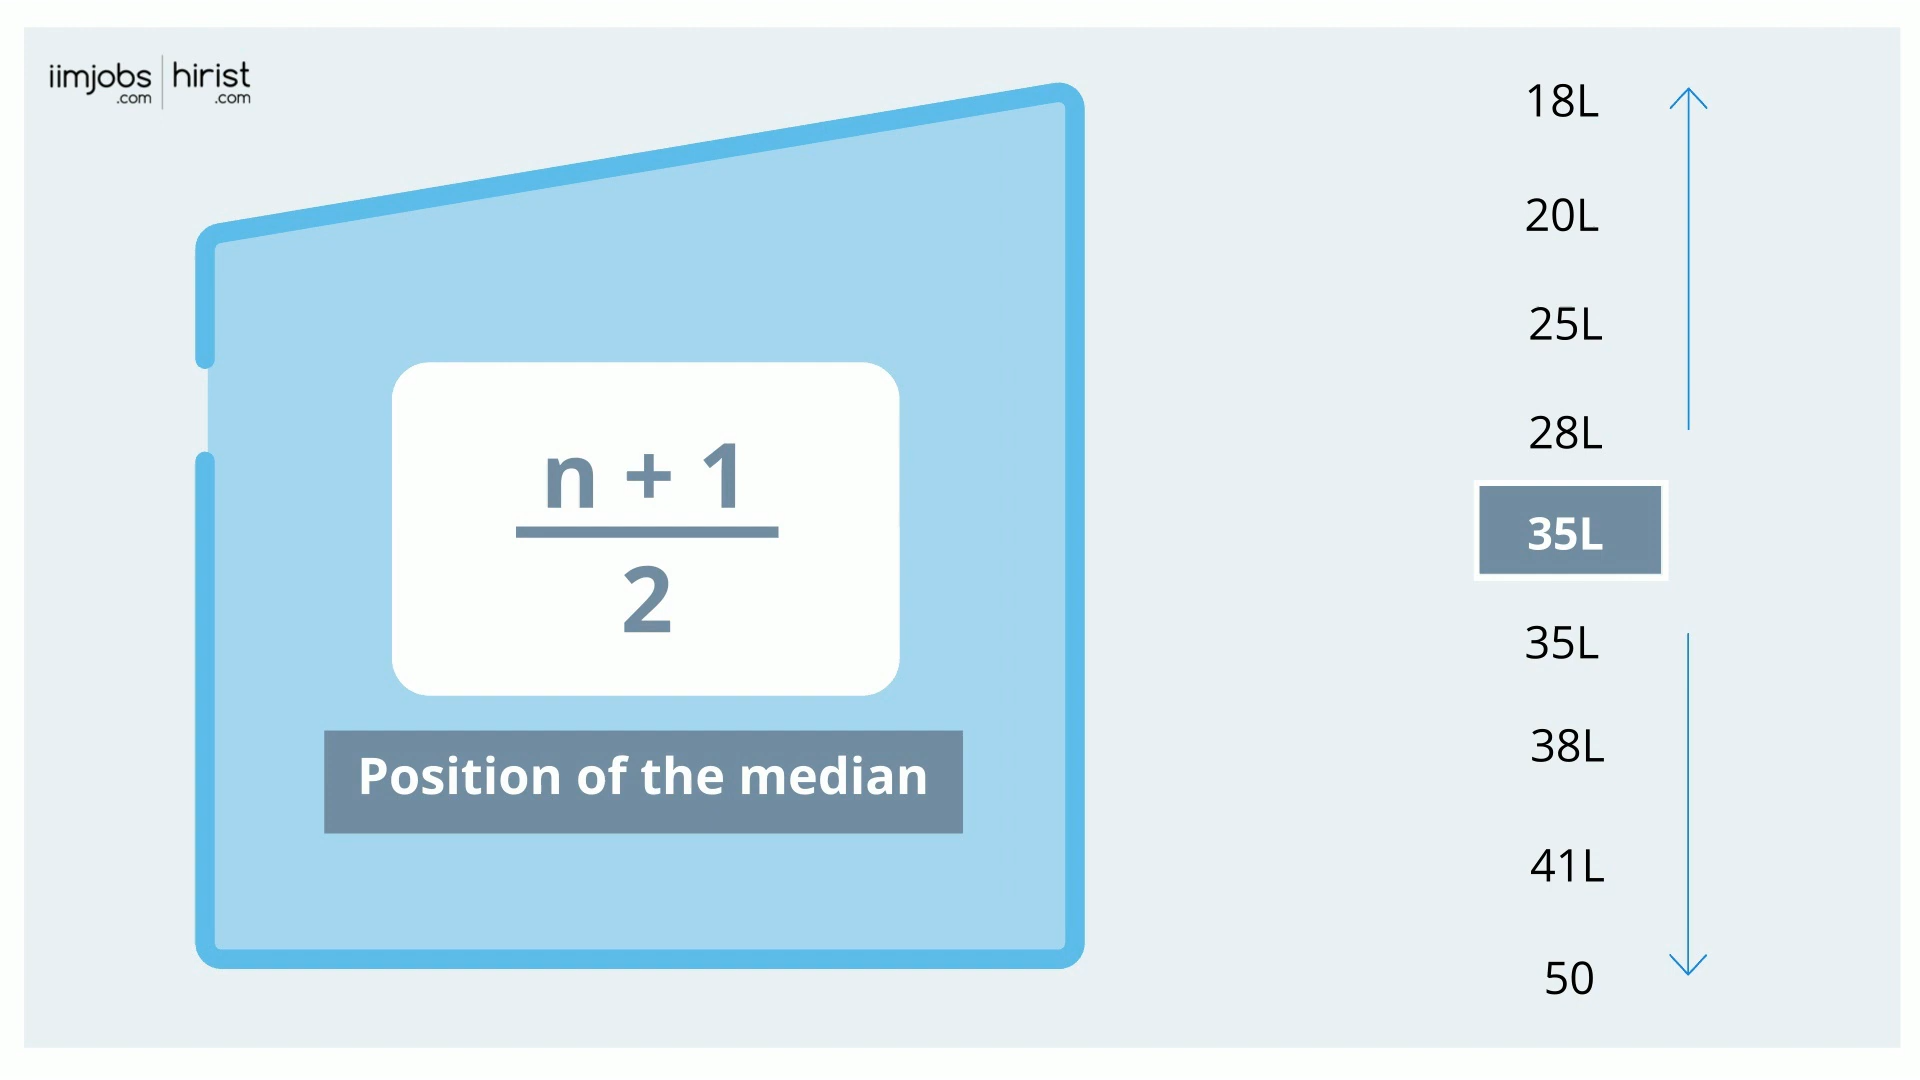 iimjobs.com | hirist.com
n + 1
2
Position of the median
18L
20L
25L
28L
35L
35L
38L
41L
50